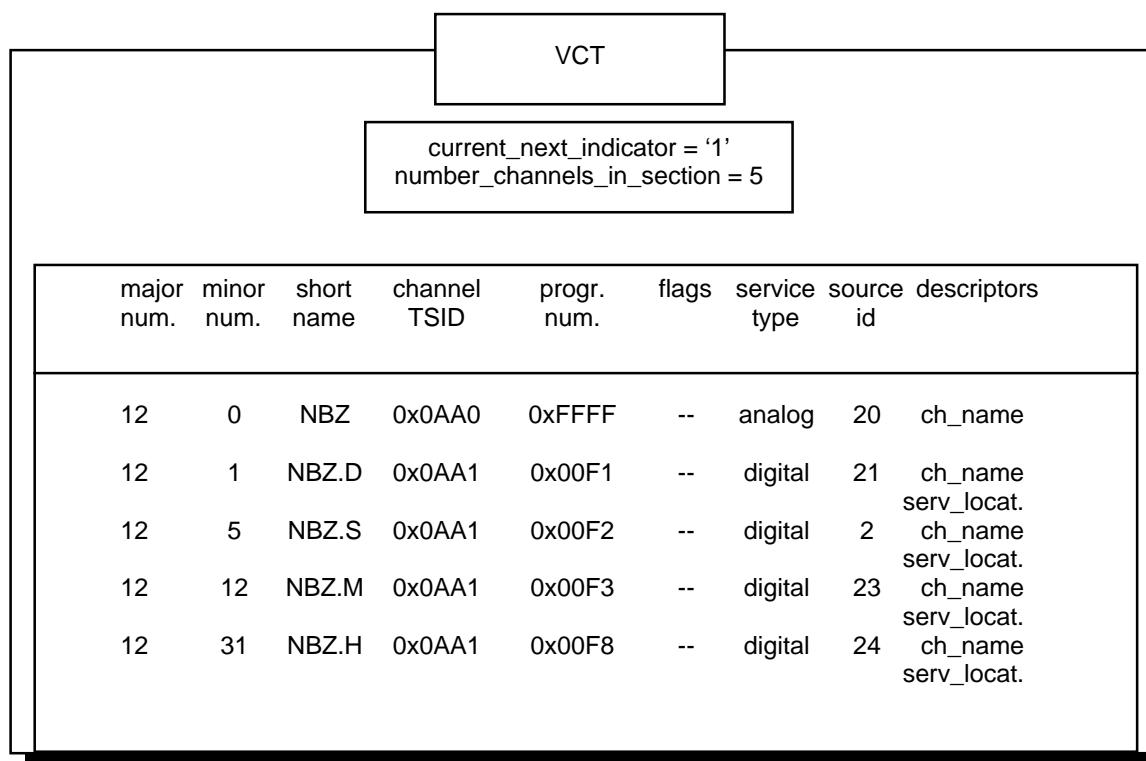 VCT
current_next_indicator = ‘1’
number_channels_in_section = 5
major minor short channel progr. flags service source descriptors
num. num. name TSID num. type id
12 0 NBZ 0x0AA0 0xFFFF -- analog 20 ch_name
12 1 NBZ.D 0x0AA1 0x00F1 -- digital 21 ch_name
serv_locat.
12 5 NBZ.S 0x0AA1 0x00F2 -- digital 2 ch_name
serv_locat.
12 12 NBZ.M 0x0AA1 0x00F3 -- digital 23 ch_name
serv_locat.
12 31 NBZ.H 0x0AA1 0x00F8 -- digital 24 ch_name
serv_locat.